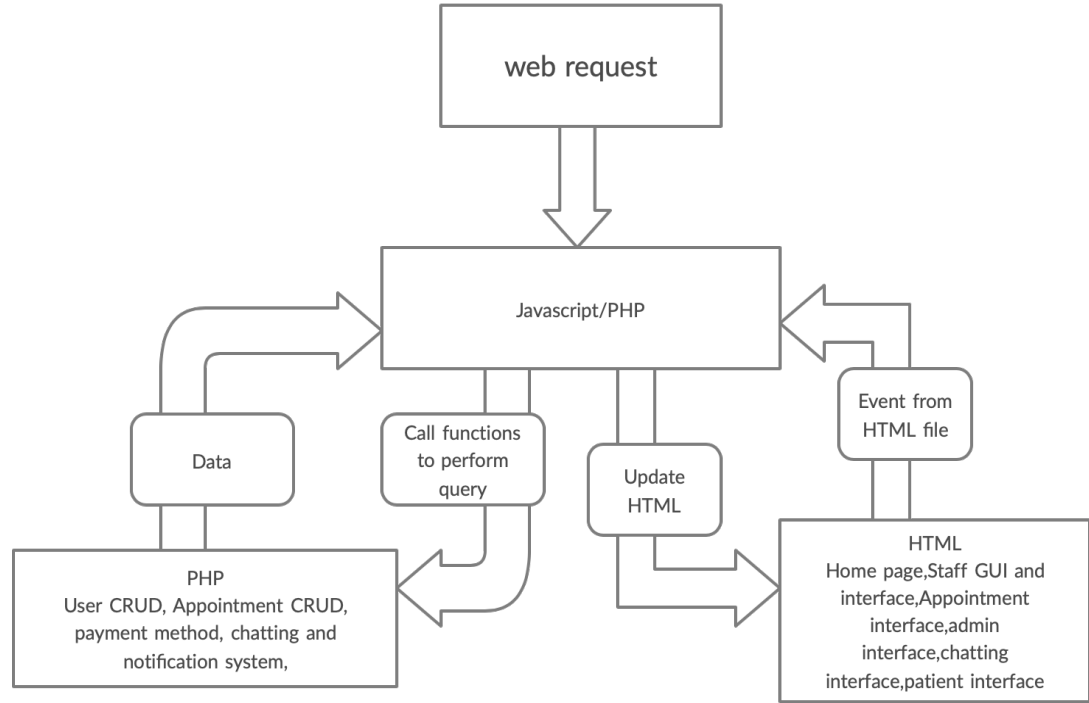 web request
Javascript/PHP
Event from
HTML file
Data
Call functions
to perform
query
Update
HTML
PHP
User CRUD, Appointment CRUD,
payment method, chatting and
notification system,
HTML
Home page,Staff GUI and
interface,Appointment
interface,admin
interface,chatting
interface,patient interface